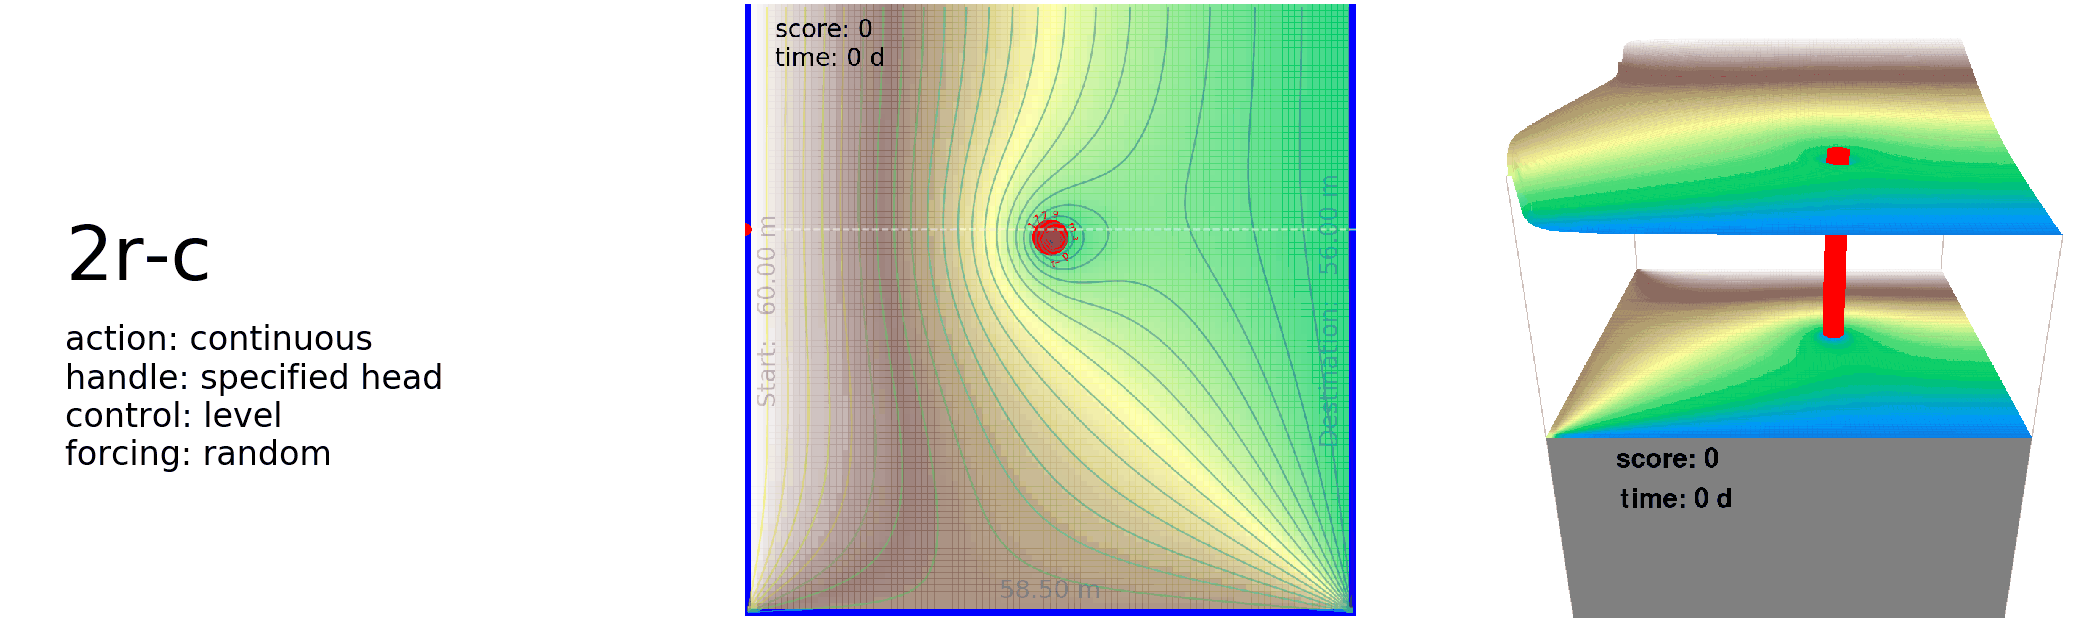 2r-c
action: continuous
handle: specified head
control: level
forcing: random
score: 0
time: 0 d
Start: 60.00 m
Destination: 56.00 m
58.50 m
score: 0
time: 0 d